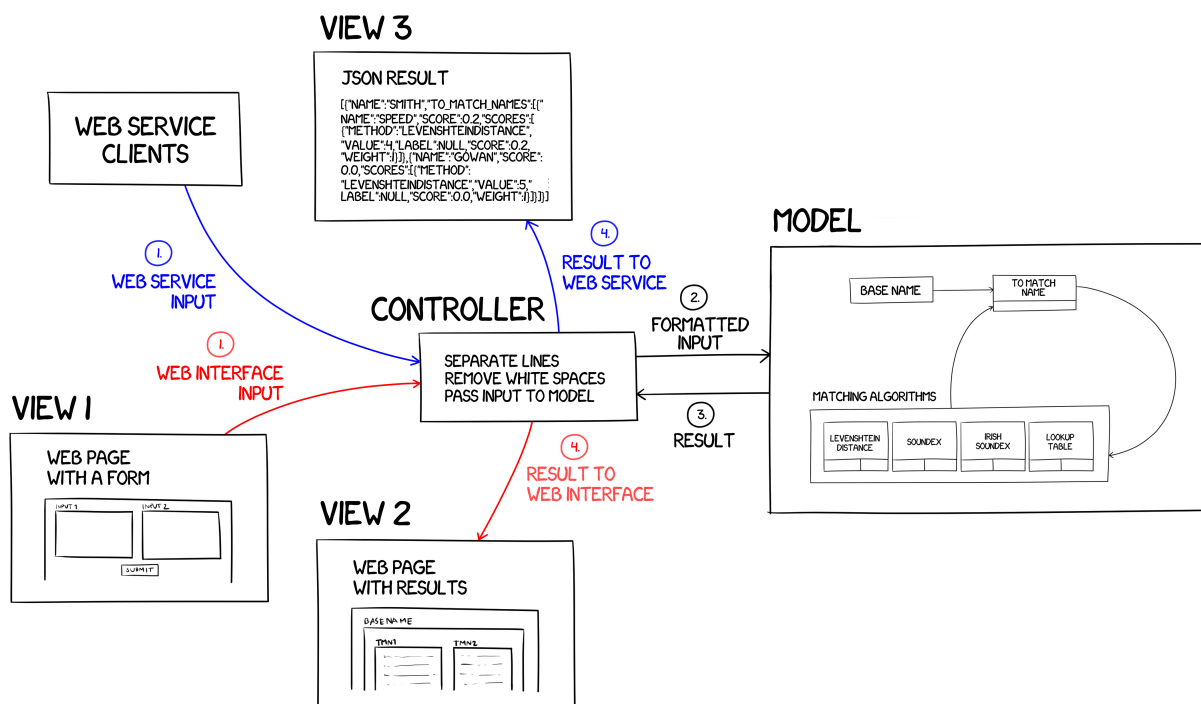 VIEW 3
JSON RESULT
[{"NAME":"SMITH","TO_MATCH_NAMES":[{"
NAME":"SPEED","SCORE":0.2,"SCORES":[
{"METHOD":"LEVENSHTEINDISTANCE",
"VALUE":4,"LABEL":NULL,"SCORE":0.2,
"WEIGHT":1}]},{"NAME":"GOWAN","SCORE":
0.0,"SCORES":[{"METHOD":
"LEVENSHTEINDISTANCE","VALUE":5,"
LABEL":NULL,"SCORE":0.0,"WEIGHT":1}]}]}]
WEB SERVICE
CLIENTS
1.
WEB SERVICE
INPUT
4.
RESULT TO
WEB SERVICE
MODEL
BASE NAME
TO MATCH
NAME
MATCHING ALGORITHMS
LEVENSHTEIN
DISTANCE
SOUNDEX
IRISH
SOUNDEX
LOOKUP
TABLE
CONTROLLER
SEPARATE LINES
REMOVE WHITE SPACES
PASS INPUT TO MODEL
2.
FORMATTED
INPUT
3.
RESULT
1.
WEB INTERFACE
INPUT
VIEW 1
WEB PAGE
WITH A FORM
INPUT 1
INPUT 2
SUBMIT
4.
RESULT TO
WEB INTERFACE
VIEW 2
WEB PAGE
WITH RESULTS
BASE NAME
TMN1
TMN2